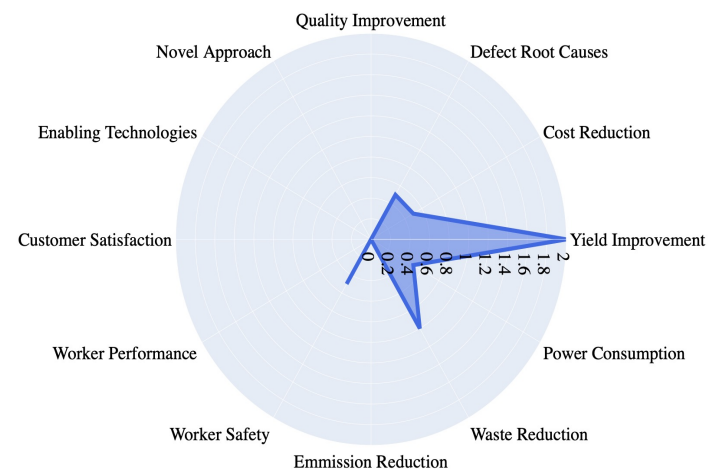 Quality Improvement
Novel Approach
Defect Root Causes
Enabling Technologies
Cost Reduction
Customer Satisfaction
Yield Improvement
0
0.2
0.4
0.6
0.8
1
1.2
1.4
1.6
1.8
2
Worker Performance
Power Consumption
Worker Safety
Waste Reduction
Emmission Reduction